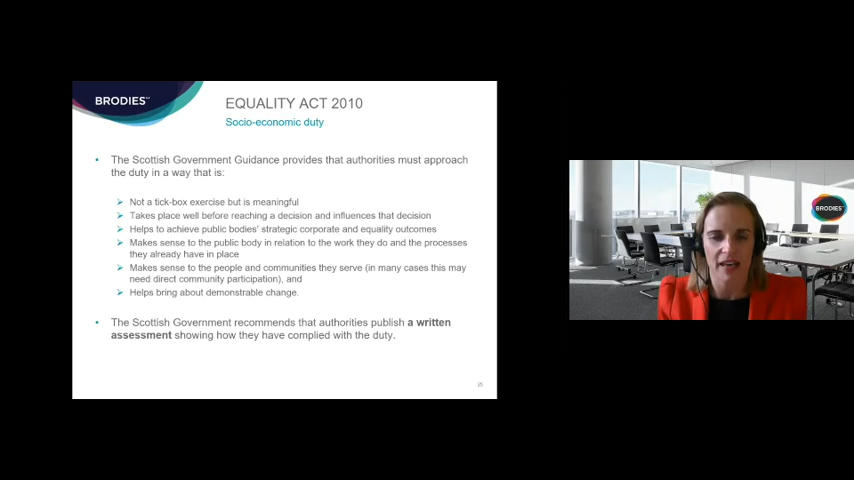 BRODIES LLP
EQUALITY ACT 2010
Socio-economic duty
• The Scottish Government Guidance provides that authorities must approach
the duty in a way that is:
➢ Not a tick-box exercise but is meaningful
➢ Takes place well before reaching a decision and influences that decision
➢ Helps to achieve public bodies' strategic corporate and equality outcomes
➢ Makes sense to the public body in relation to the work they do and the processes
they already have in place
➢ Makes sense to the people and communities they serve (in many cases this may
need direct community participation), and
➢ Helps bring about demonstrable change.
• The Scottish Government recommends that authorities publish a written
assessment showing how they have complied with the duty.
BRODIES